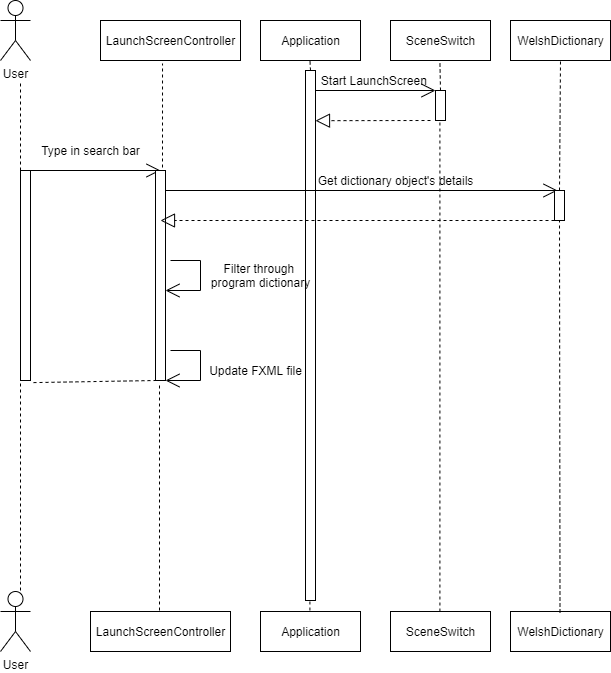 LaunchScreenController
Application
SceneSwitch
WelshDictionary
User
Start LaunchScreen
Type in search bar
Get dictionary object's details
Filter through
program dictionary
Update FXML file
LaunchScreenController
Application
SceneSwitch
WelshDictionary
User